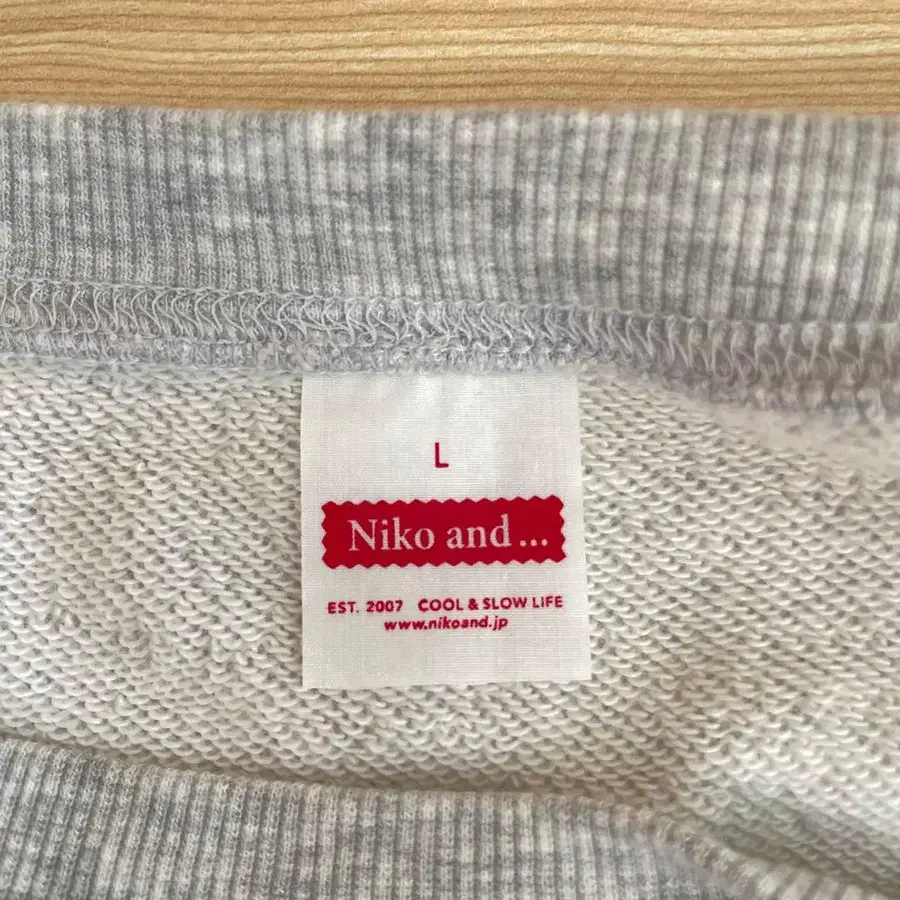 L
Niko and ...
EST. 2007 COOL & SLOW LIFE
www.nikoand.jp